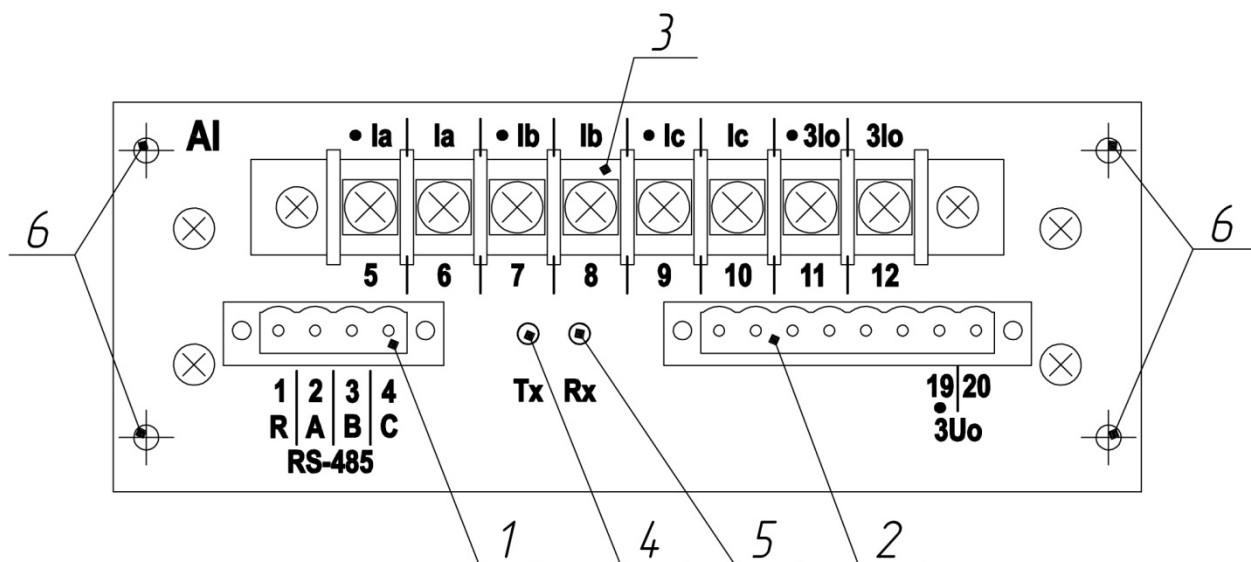 3
AI
• Ia Ia • Ib Ib • Ic Ic • 3Io 3Io
6 6
5 6 7 8 9 10 11 12
Tx Rx
1 2 3 4
R A B C
RS-485
19 20
•
3Uo
1 4 5 2